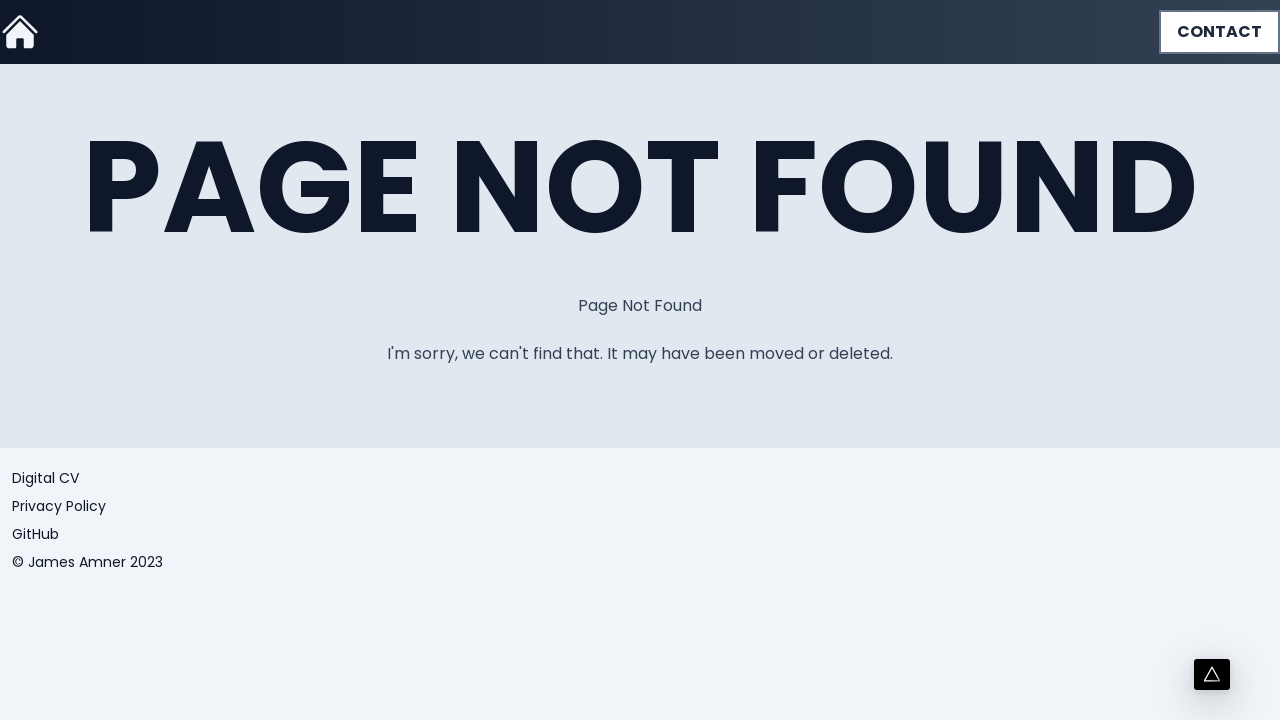 CONTACT
PAGE NOT FOUND
Page Not Found
I'm sorry, we can't find that. It may have been moved or deleted.
Digital CV
Privacy Policy
GitHub
© James Amner 2023